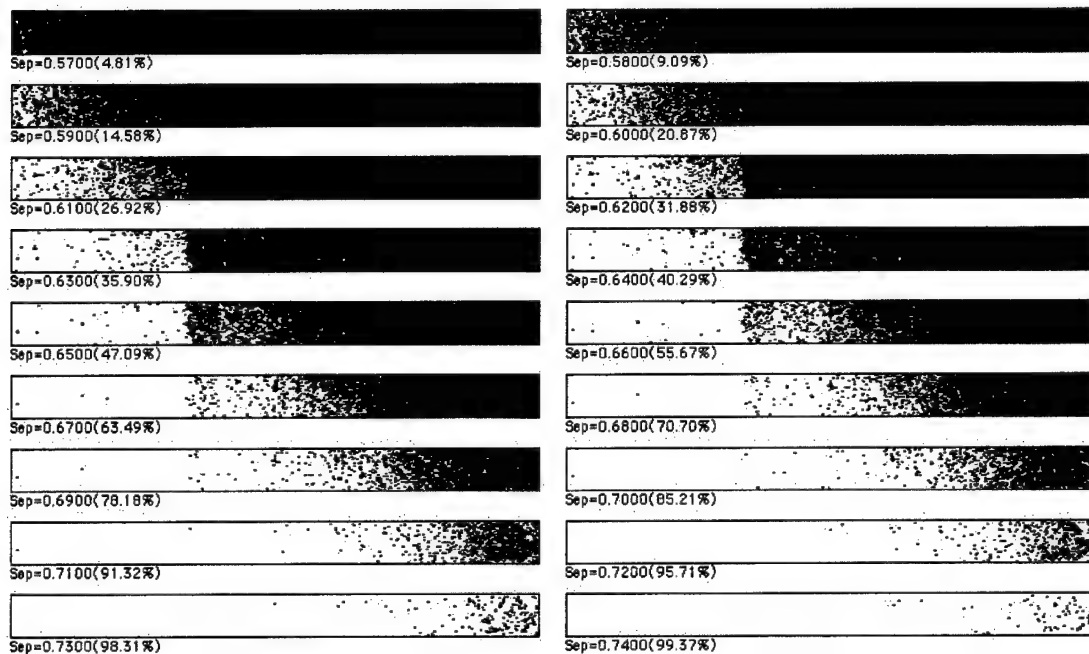 Sep=0.5700(4.81%)
Sep=0.5800(9.09%)
Sep=0.5900(14.58%)
Sep=0.6000(20.87%)
Sep=0.6100(26.92%)
Sep=0.6200(31.88%)
Sep=0.6300(35.90%)
Sep=0.6400(40.29%)
Sep=0.6500(47.09%)
Sep=0.6600(55.67%)
Sep=0.6700(63.49%)
Sep=0.6800(70.70%)
Sep=0.6900(78.18%)
Sep=0.7000(85.21%)
Sep=0.7100(91.32%)
Sep=0.7200(95.71%)
Sep=0.7300(98.31%)
Sep=0.7400(99.37%)